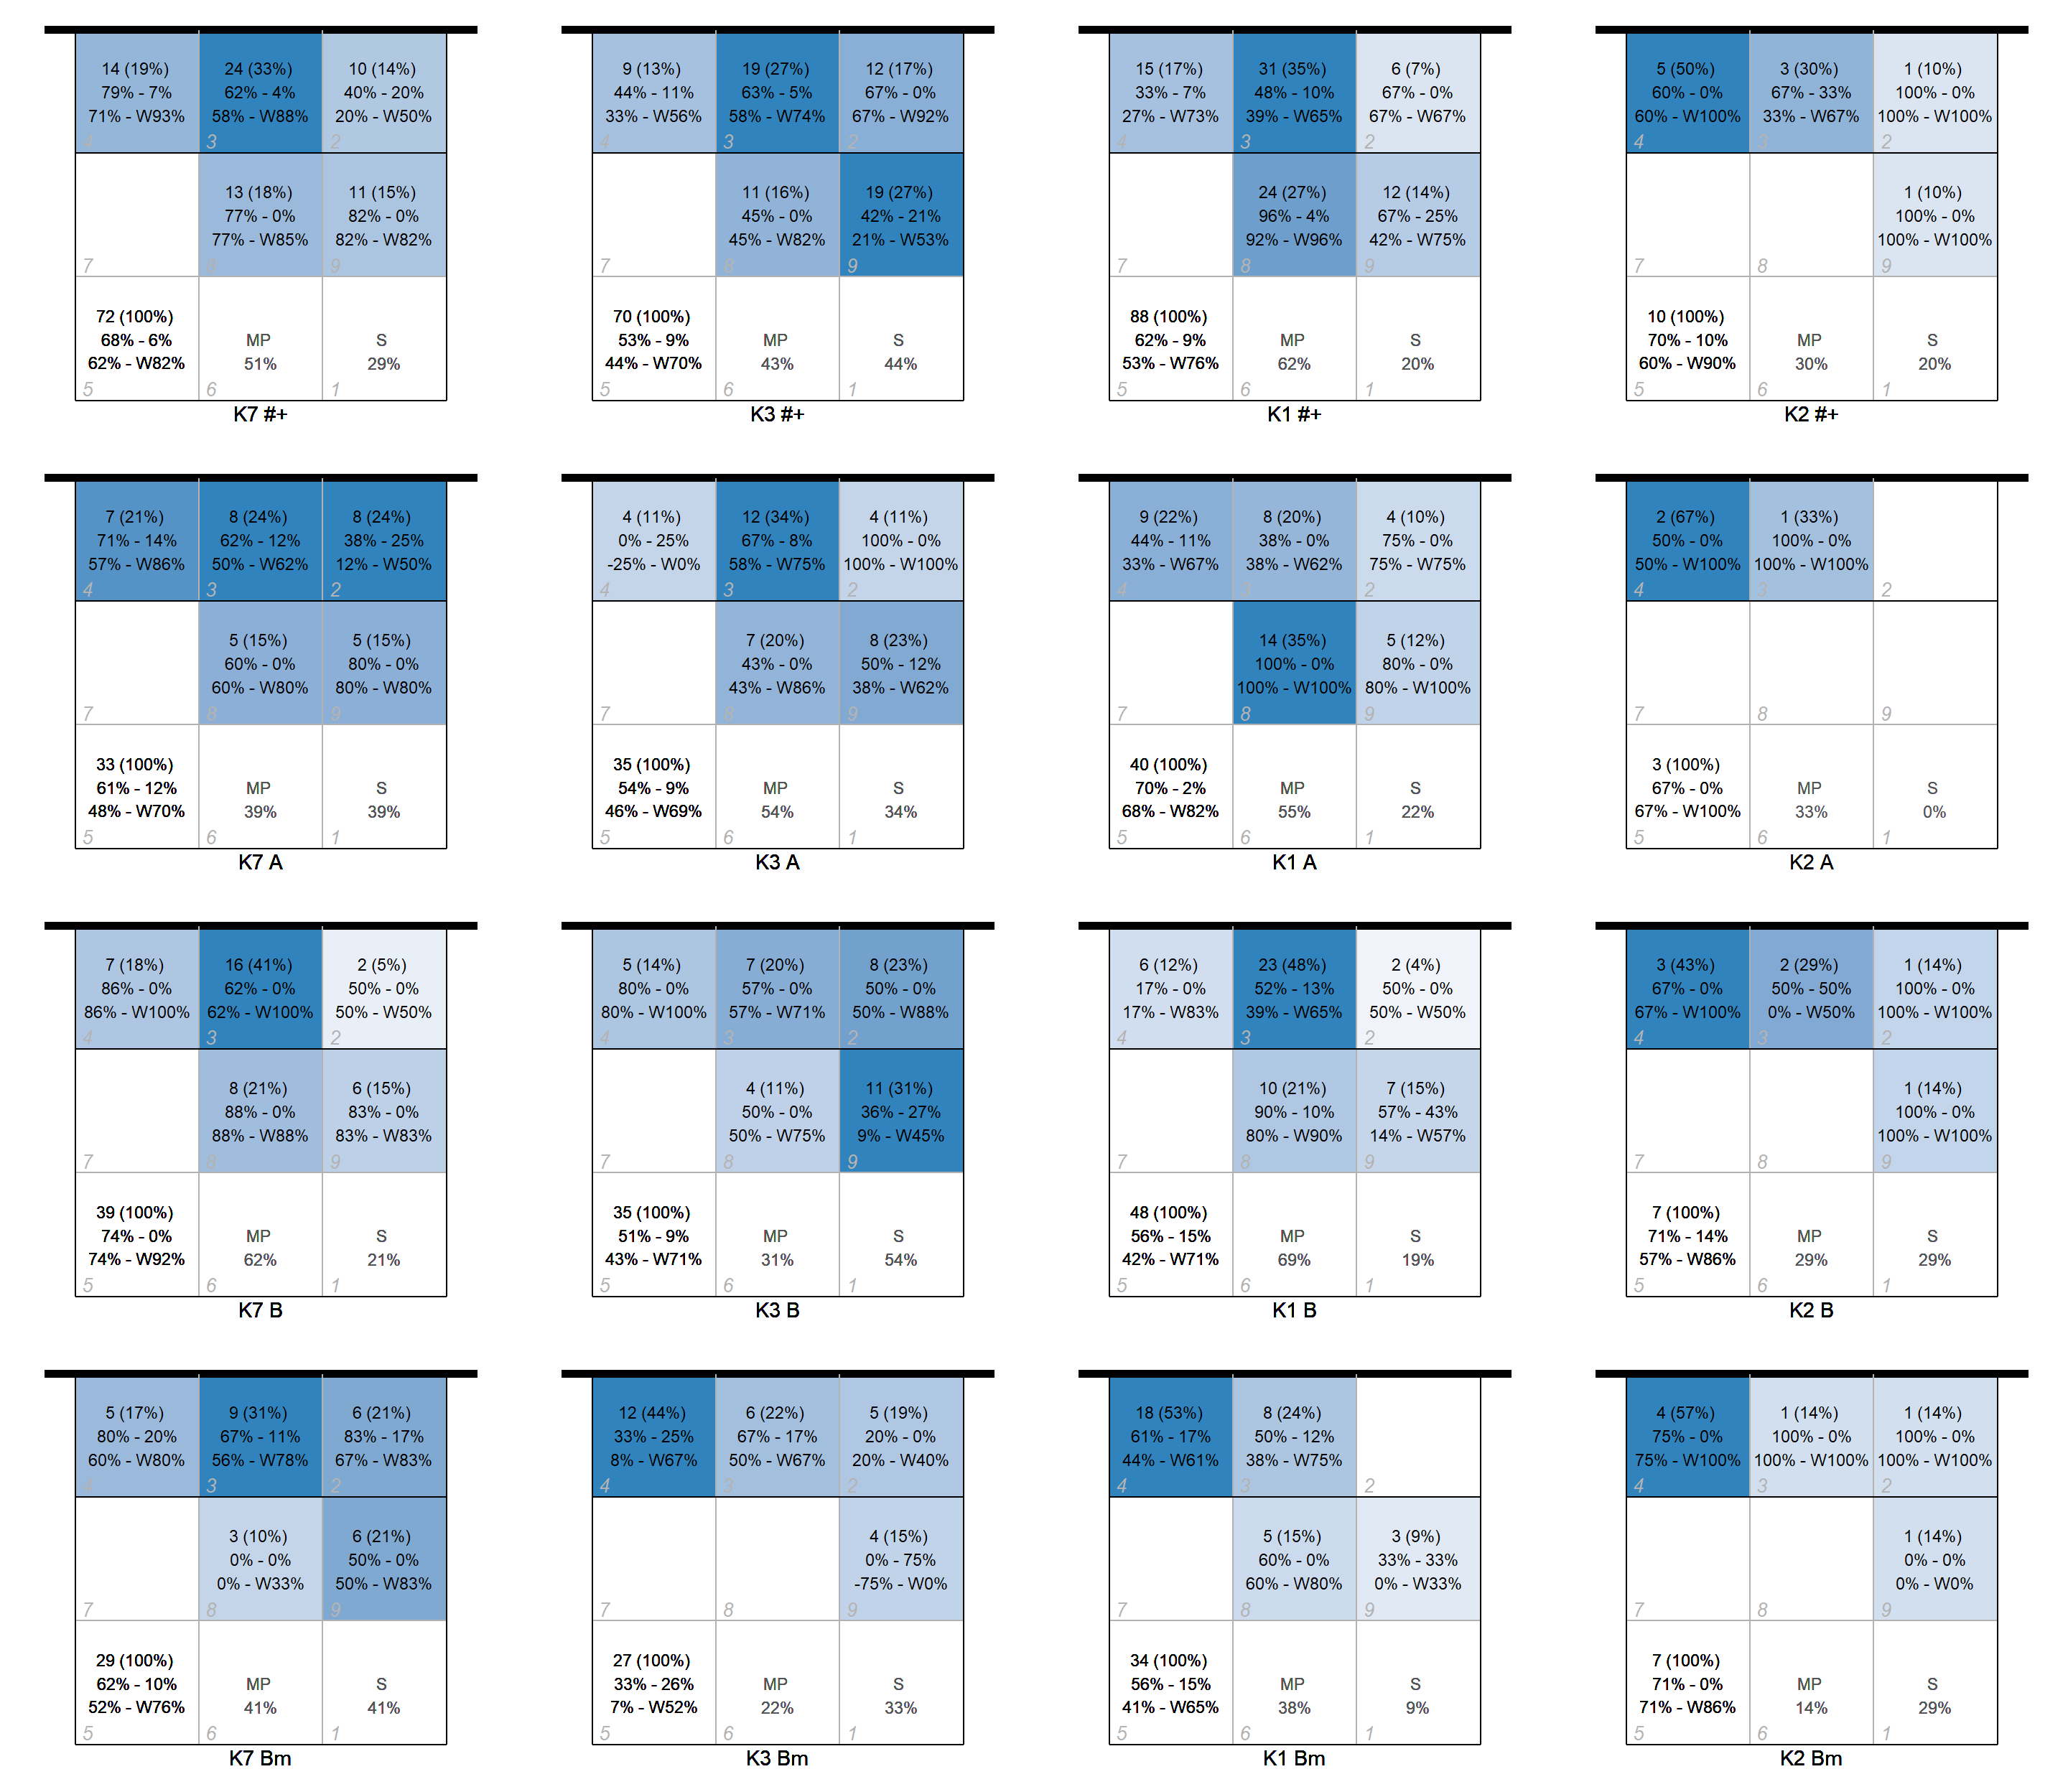 14 (19%)
79% - 7%
71% - W93%
4
24 (33%)
62% - 4%
58% - W88%
3
10 (14%)
40% - 20%
20% - W50%
2
7
13 (18%)
77% - 0%
77% - W85%
8
11 (15%)
82% - 0%
82% - W82%
9
72 (100%)
68% - 6%
62% - W82%
5
MP
51%
6
S
29%
1
K7 #+
9 (13%)
44% - 11%
33% - W56%
4
19 (27%)
63% - 5%
58% - W74%
3
12 (17%)
67% - 0%
67% - W92%
2
7
11 (16%)
45% - 0%
45% - W82%
8
19 (27%)
42% - 21%
21% - W53%
9
70 (100%)
53% - 9%
44% - W70%
5
MP
43%
6
S
44%
1
K3 #+
15 (17%)
33% - 7%
27% - W73%
4
31 (35%)
48% - 10%
39% - W65%
3
6 (7%)
67% - 0%
67% - W67%
2
7
24 (27%)
96% - 4%
92% - W96%
8
12 (14%)
67% - 25%
42% - W75%
9
88 (100%)
62% - 9%
53% - W76%
5
MP
62%
6
S
20%
1
K1 #+
5 (50%)
60% - 0%
60% - W100%
4
3 (30%)
67% - 33%
33% - W67%
3
1 (10%)
100% - 0%
100% - W100%
2
7
8
1 (10%)
100% - 0%
100% - W100%
9
10 (100%)
70% - 10%
60% - W90%
5
MP
30%
6
S
20%
1
K2 #+
7 (21%)
71% - 14%
57% - W86%
4
8 (24%)
62% - 12%
50% - W62%
3
8 (24%)
38% - 25%
12% - W50%
2
7
5 (15%)
60% - 0%
60% - W80%
8
5 (15%)
80% - 0%
80% - W80%
9
33 (100%)
61% - 12%
48% - W70%
5
MP
39%
6
S
39%
1
K7 A
4 (11%)
0% - 25%
-25% - W0%
4
12 (34%)
67% - 8%
58% - W75%
3
4 (11%)
100% - 0%
100% - W100%
2
7
7 (20%)
43% - 0%
43% - W86%
8
8 (23%)
50% - 12%
38% - W62%
9
35 (100%)
54% - 9%
46% - W69%
5
MP
54%
6
S
34%
1
K3 A
9 (22%)
44% - 11%
33% - W67%
4
8 (20%)
38% - 0%
38% - W62%
3
4 (10%)
75% - 0%
75% - W75%
2
7
14 (35%)
100% - 0%
100% - W100%
8
5 (12%)
80% - 0%
80% - W100%
9
40 (100%)
70% - 2%
68% - W82%
5
MP
55%
6
S
22%
1
K1 A
2 (67%)
50% - 0%
50% - W100%
4
1 (33%)
100% - 0%
100% - W100%
3
2
7
8
9
3 (100%)
67% - 0%
67% - W100%
5
MP
33%
6
S
0%
1
K2 A
7 (18%)
86% - 0%
86% - W100%
4
16 (41%)
62% - 0%
62% - W100%
3
2 (5%)
50% - 0%
50% - W50%
2
7
8 (21%)
88% - 0%
88% - W88%
8
6 (15%)
83% - 0%
83% - W83%
9
39 (100%)
74% - 0%
74% - W92%
5
MP
62%
6
S
21%
1
K7 B
5 (14%)
80% - 0%
80% - W100%
4
7 (20%)
57% - 0%
57% - W71%
3
8 (23%)
50% - 0%
50% - W88%
2
7
4 (11%)
50% - 0%
50% - W75%
8
11 (31%)
36% - 27%
9% - W45%
9
35 (100%)
51% - 9%
43% - W71%
5
MP
31%
6
S
54%
1
K3 B
6 (12%)
17% - 0%
17% - W83%
4
23 (48%)
52% - 13%
39% - W65%
3
2 (4%)
50% - 0%
50% - W50%
2
7
10 (21%)
90% - 10%
80% - W90%
8
7 (15%)
57% - 43%
14% - W57%
9
48 (100%)
56% - 15%
42% - W71%
5
MP
69%
6
S
19%
1
K1 B
3 (43%)
67% - 0%
67% - W100%
4
2 (29%)
50% - 50%
0% - W50%
3
1 (14%)
100% - 0%
100% - W100%
2
7
8
1 (14%)
100% - 0%
100% - W100%
9
7 (100%)
71% - 14%
57% - W86%
5
MP
29%
6
S
29%
1
K2 B
5 (17%)
80% - 20%
60% - W80%
4
9 (31%)
67% - 11%
56% - W78%
3
6 (21%)
83% - 17%
67% - W83%
2
7
3 (10%)
0% - 0%
0% - W33%
8
6 (21%)
50% - 0%
50% - W83%
9
29 (100%)
62% - 10%
52% - W76%
5
MP
41%
6
S
41%
1
K7 Bm
12 (44%)
33% - 25%
8% - W67%
4
6 (22%)
67% - 17%
50% - W67%
3
5 (19%)
20% - 0%
20% - W40%
2
7
8
4 (15%)
0% - 75%
-75% - W0%
9
27 (100%)
33% - 26%
7% - W52%
5
MP
22%
6
S
33%
1
K3 Bm
18 (53%)
61% - 17%
44% - W61%
4
8 (24%)
50% - 12%
38% - W75%
3
2
7
5 (15%)
60% - 0%
60% - W80%
8
3 (9%)
33% - 33%
0% - W33%
9
34 (100%)
56% - 15%
41% - W65%
5
MP
38%
6
S
9%
1
K1 Bm
4 (57%)
75% - 0%
75% - W100%
4
1 (14%)
100% - 0%
100% - W100%
3
1 (14%)
100% - 0%
100% - W100%
2
7
8
1 (14%)
0% - 0%
0% - W0%
9
7 (100%)
71% - 0%
71% - W86%
5
MP
14%
6
S
29%
1
K2 Bm